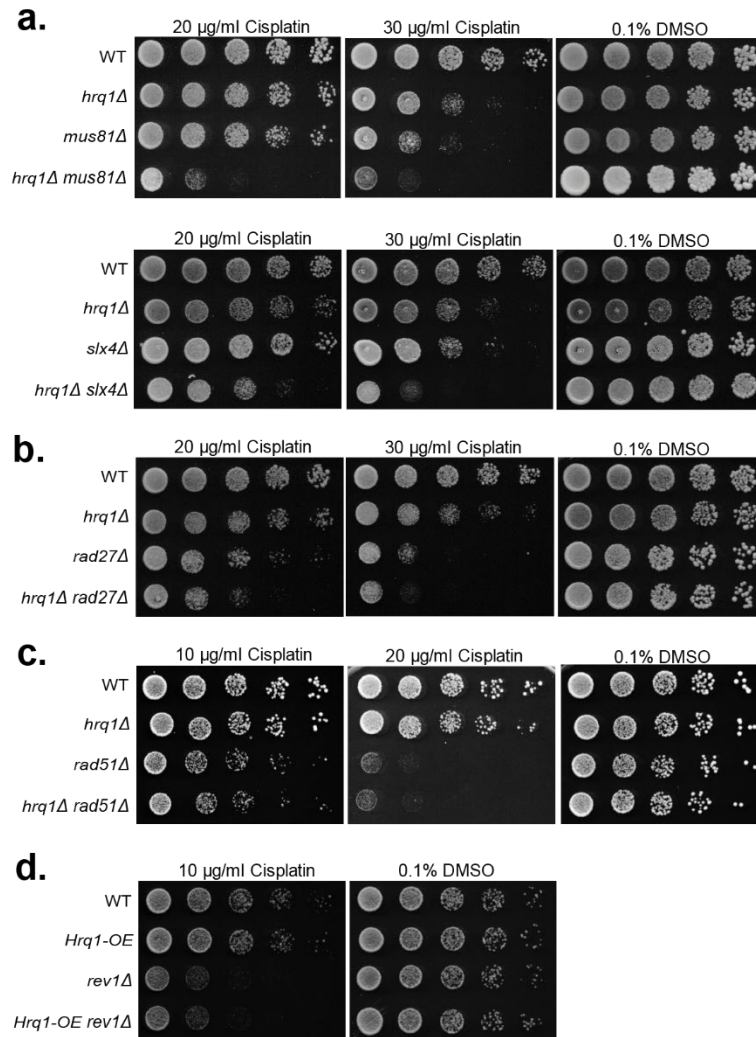 a.
20 µg/ml Cisplatin 30 µg/ml Cisplatin 0.1% DMSO
WT
hrq1Δ
mus81Δ
hrq1Δ mus81Δ
20 µg/ml Cisplatin 30 µg/ml Cisplatin 0.1% DMSO
WT
hrq1Δ
slx4Δ
hrq1Δ slx4Δ
b.
20 µg/ml Cisplatin 30 µg/ml Cisplatin 0.1% DMSO
WT
hrq1Δ
rad27Δ
hrq1Δ rad27Δ
c.
10 µg/ml Cisplatin 20 µg/ml Cisplatin 0.1% DMSO
WT
hrq1Δ
rad51Δ
hrq1Δ rad51Δ
d.
10 µg/ml Cisplatin 0.1% DMSO
WT
Hrq1-OE
rev1Δ
Hrq1-OE rev1Δ